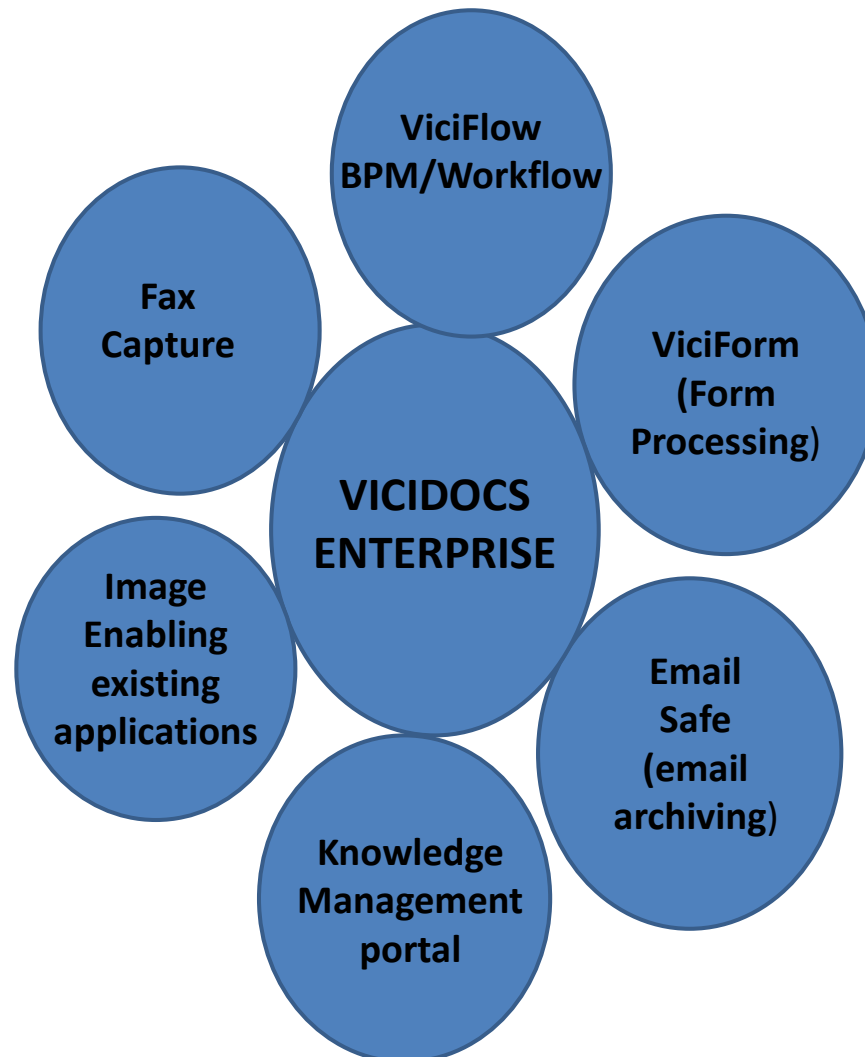 ViciFlow
BPM/Workflow
Fax
Capture
ViciForm
(Form
Processing)
VICIDOCS
ENTERPRISE
Image
Enabling
existing
applications
Email
Safe
(email
archiving)
Knowledge
Management
portal